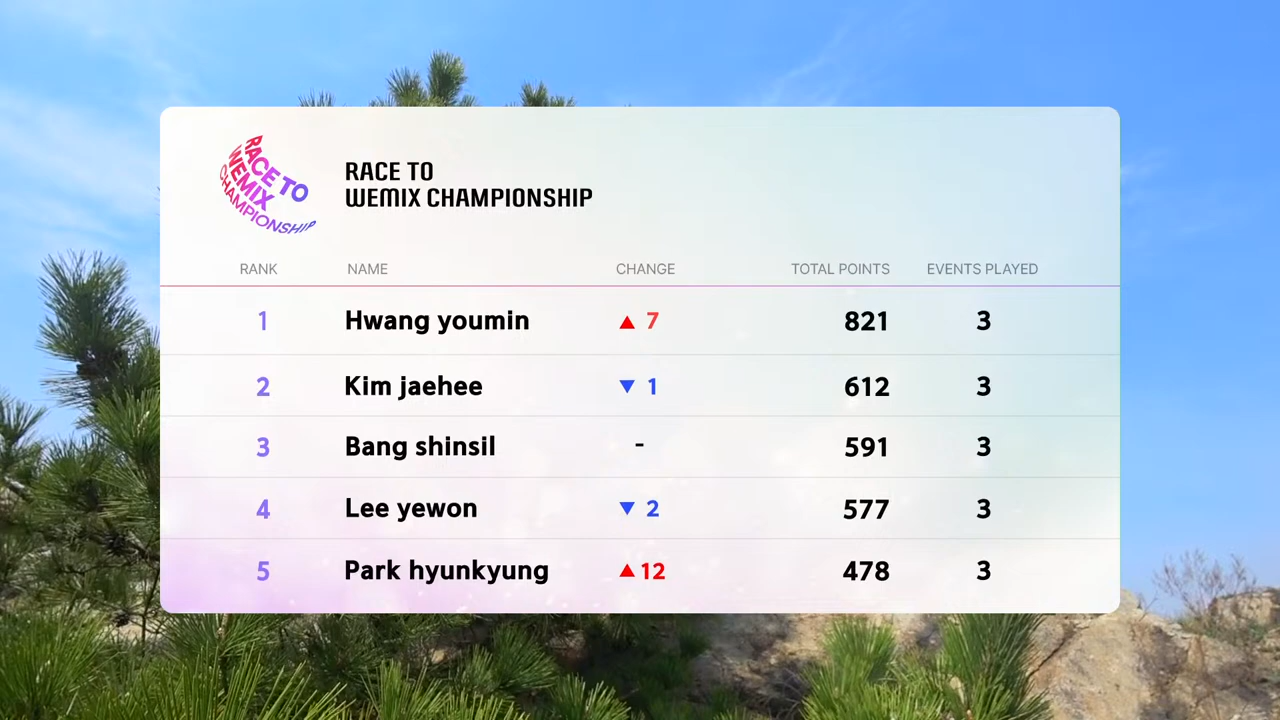 RACE TO
WEMIX
CHAMPIONSHIP
RACE TO
WEMIX CHAMPIONSHIP
RANK NAME CHANGE TOTAL POINTS EVENTS PLAYED
1 Hwang youmin ▲ 7 821 3
2 Kim jaehee ▼ 1 612 3
3 Bang shinsil - 591 3
4 Lee yewon ▼ 2 577 3
5 Park hyunkyung ▲ 12 478 3